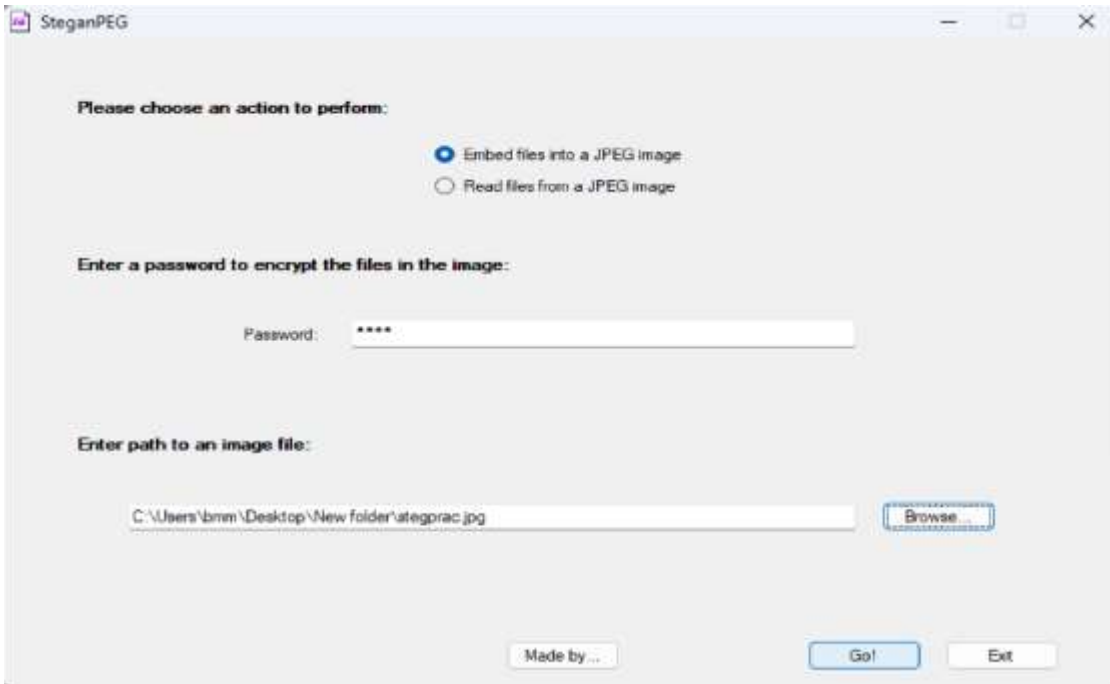 SteganPEG
Please choose an action to perform:
Embed files into a JPEG image
Read files from a JPEG image
Enter a password to encrypt the files in the image:
Password: ****
Enter path to an image file:
C:\Users\bmm\Desktop\New folder\stegprac.jpg Browse...
Made by... Go! Exit